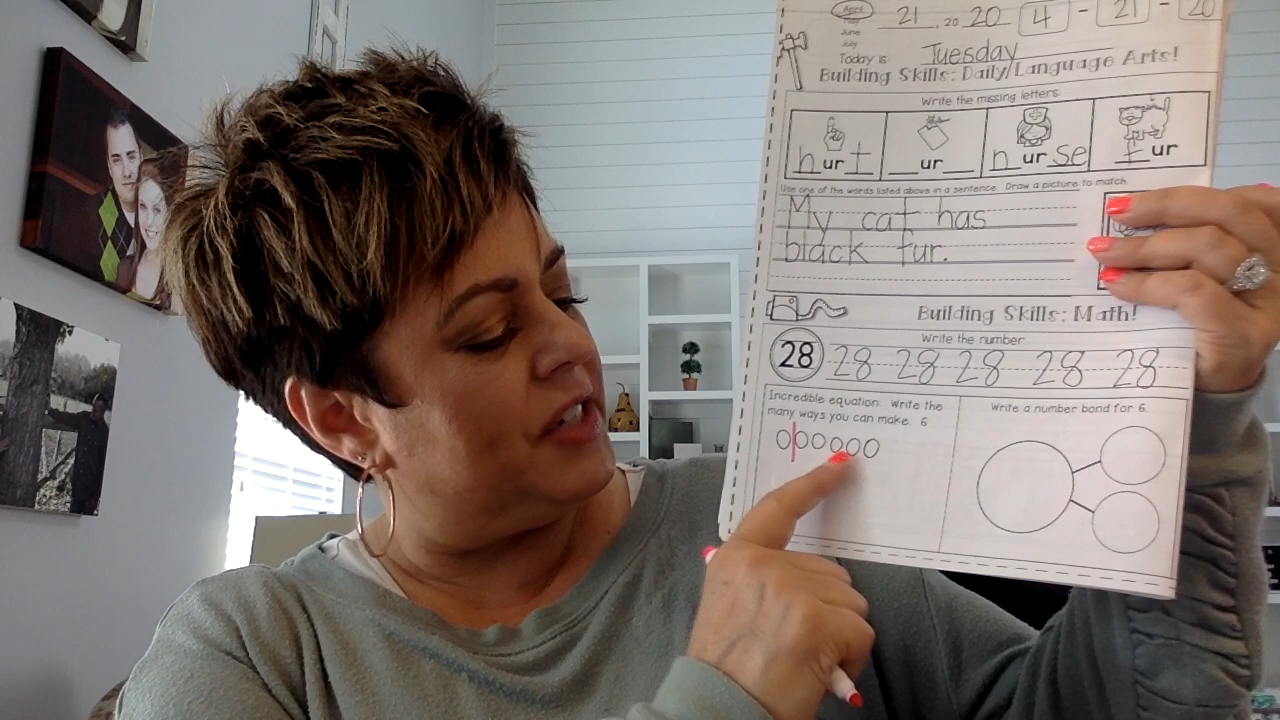 April 21, 20 20 4 - 21 - 20
June
July
Today is: Tuesday
Building Skills: Daily Language Arts!
Write the missing letters.
hurt _ur_ nurse fur
Use one of the words listed above in a sentence. Draw a picture to match.
My cat has
black fur.
Building Skills: Math!
Write the number.
28 28 28 28 28 28
Incredible equation: Write the
many ways you can make: 6
Write a number bond for 6.